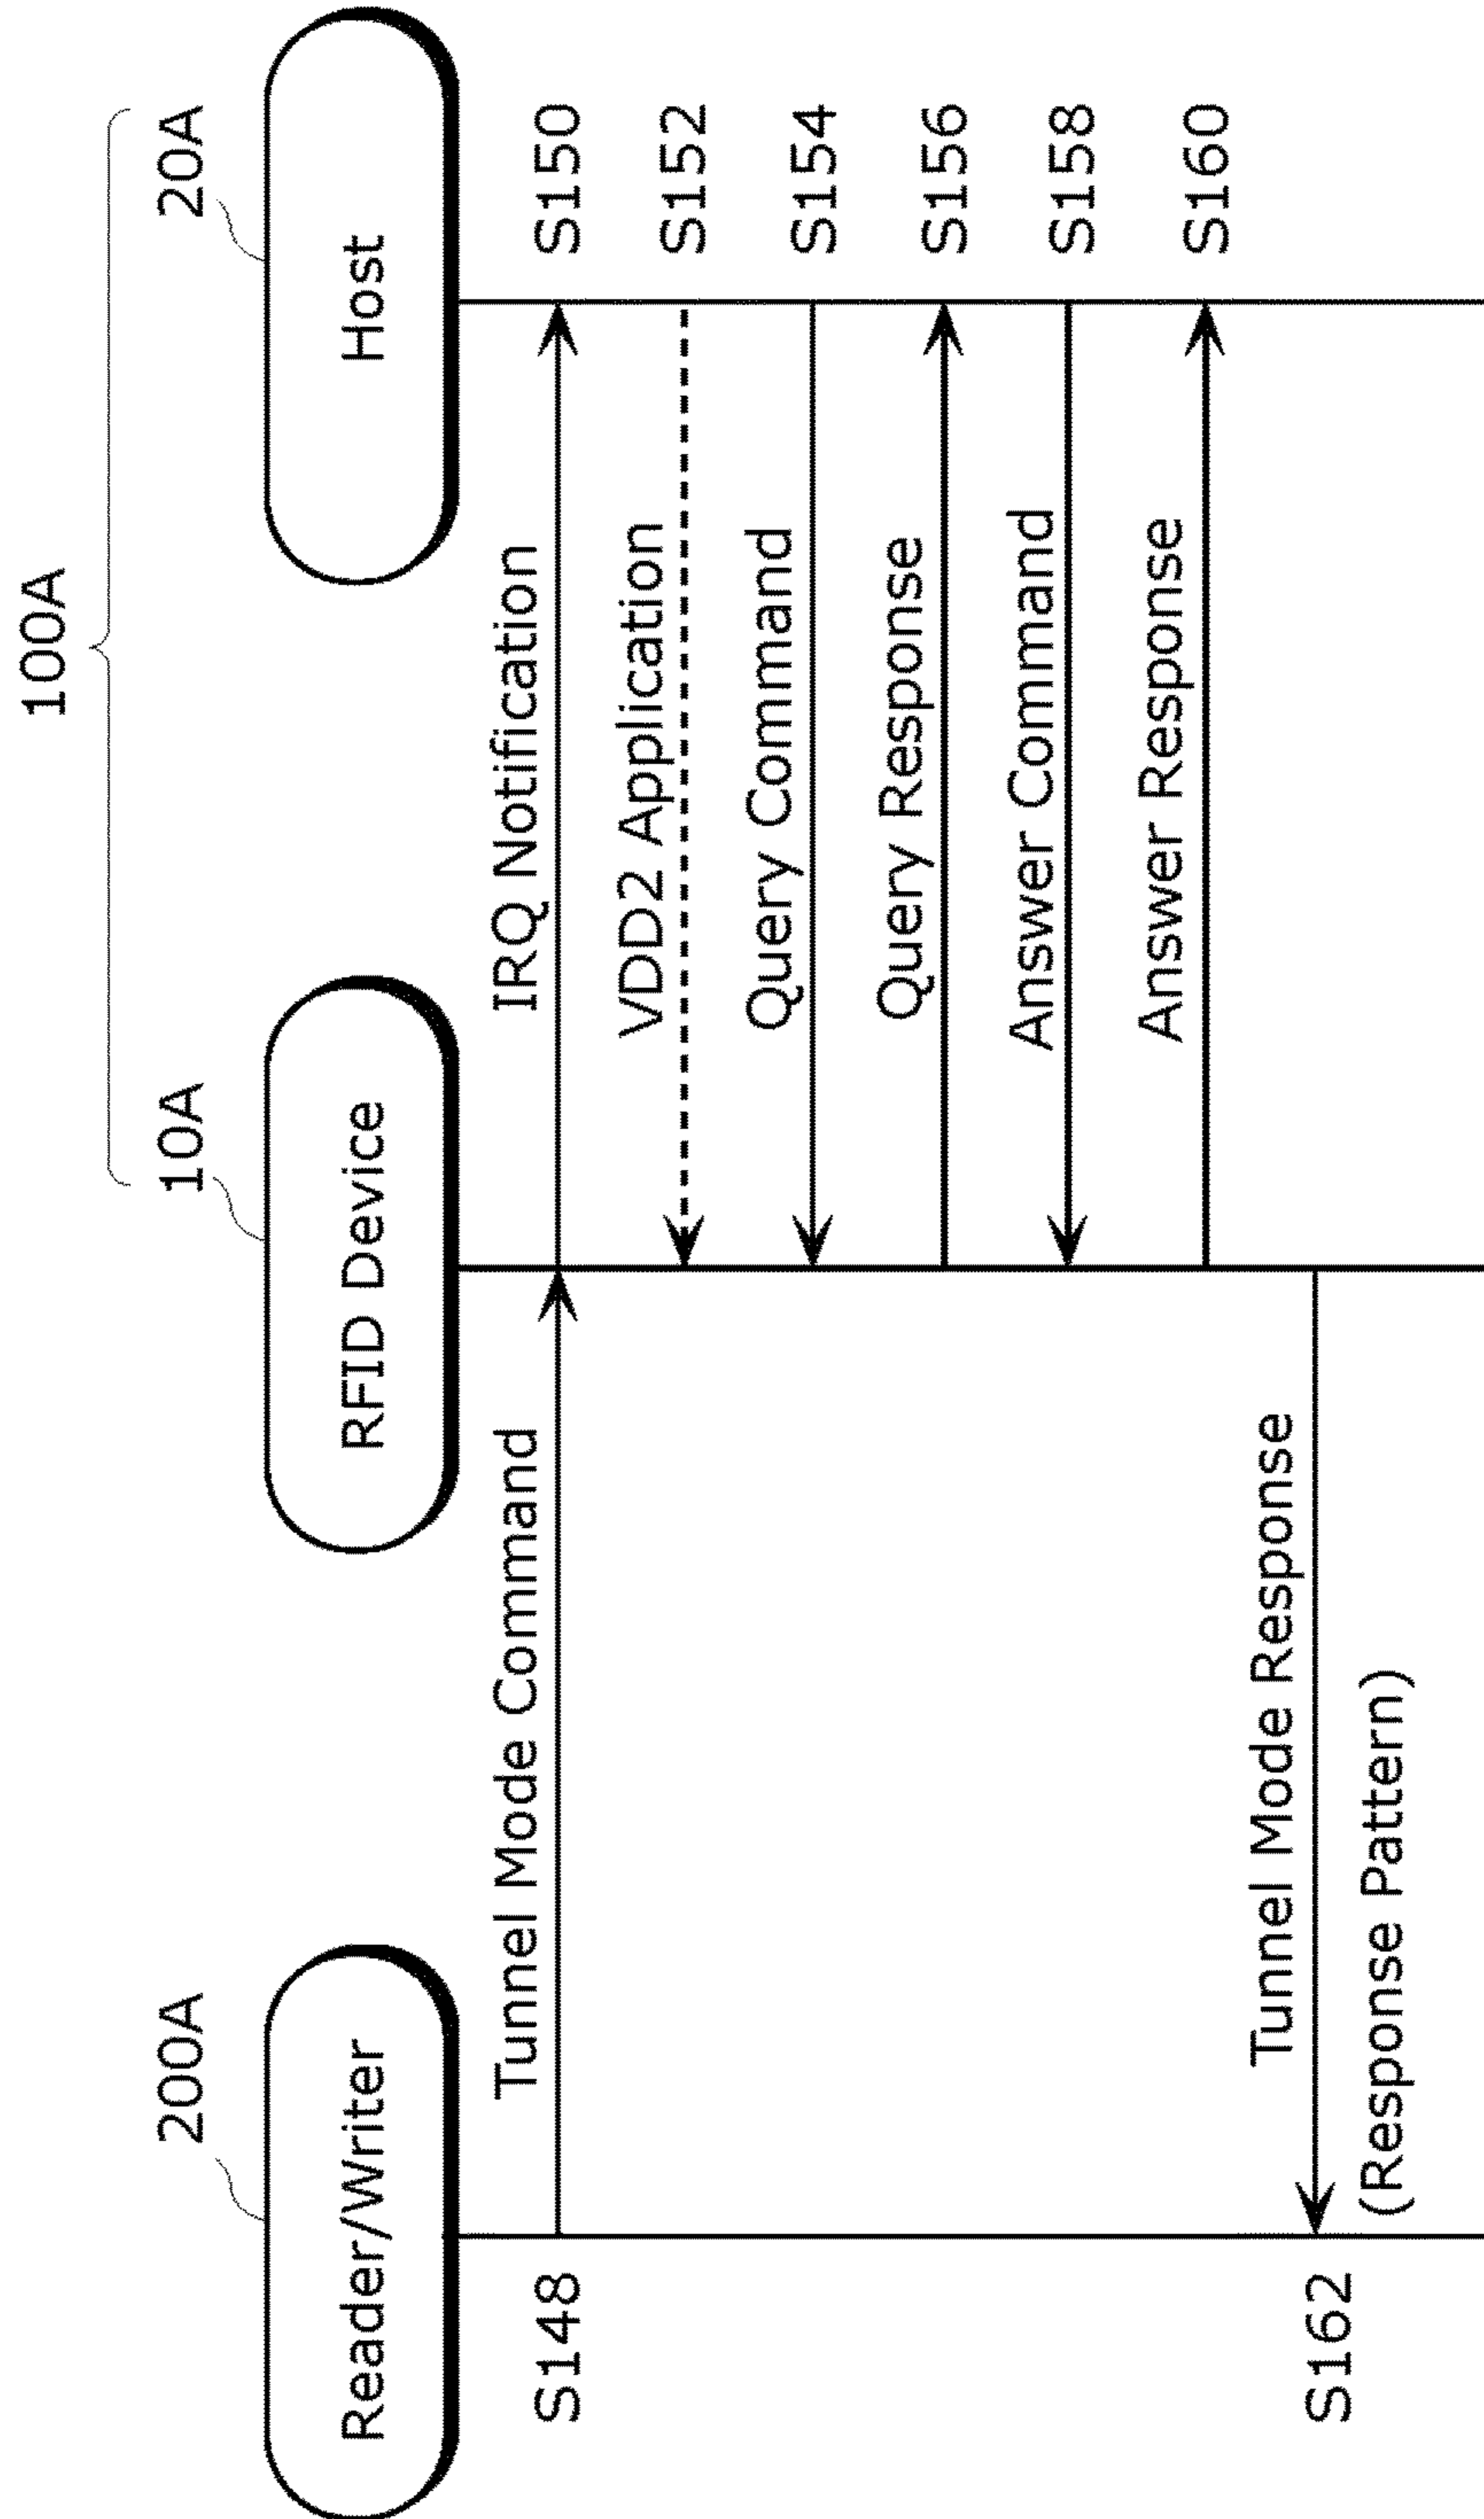 100A
200A
10A
20A
Reader/Writer
RFID Device
Host
S148
Tunnel Mode Command
IRQ Notification
S150
VDD2 Application
S152
Query Command
S154
Query Response
S156
Answer Command
S158
Answer Response
S160
Tunnel Mode Response
S162
(Response Pattern)